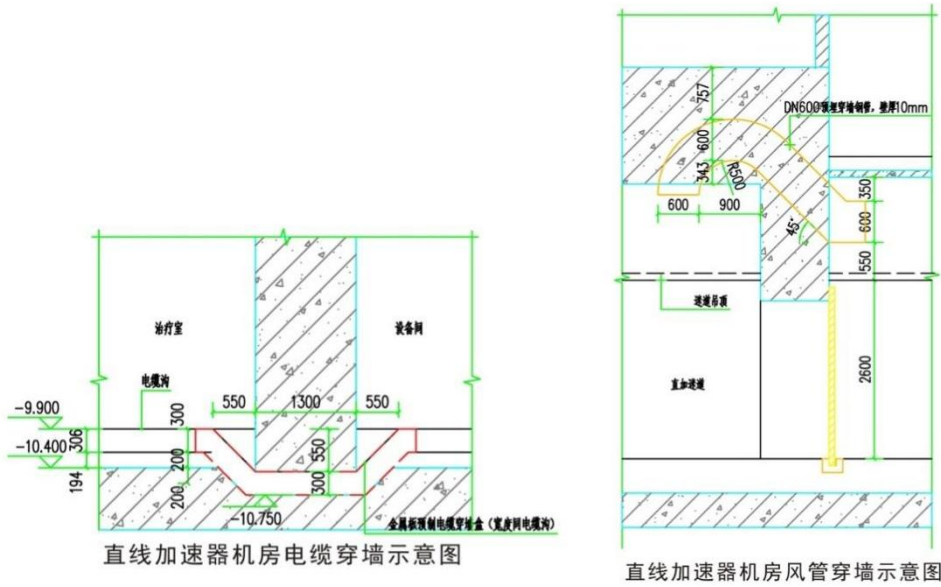 757
DN600预埋穿墙钢管，壁厚10mm
600
343
R500
350
600
900
45°
600
550
迷道吊顶
直加迷道
2600
治疗室
设备间
电缆沟
-9.900
300
550
1300
550
306
-10.400
200
550
194
200
300
-10.750
金属板预制电缆穿墙盒（宽度同电缆沟）
直线加速器机房电缆穿墙示意图
直线加速器机房风管穿墙示意图